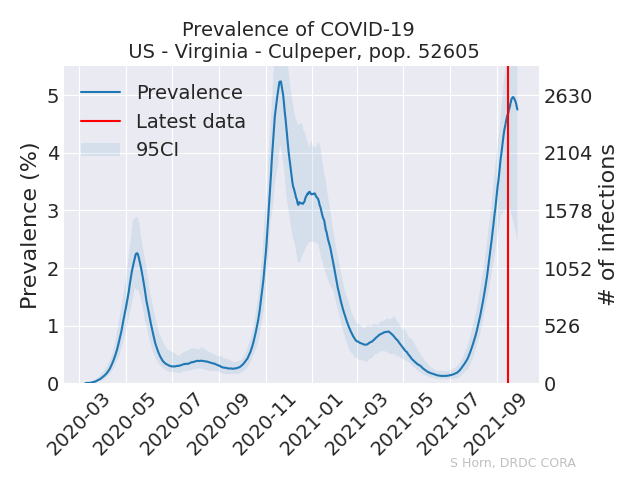 Prevalence of COVID-19
US - Virginia - Culpeper, pop. 52605
Prevalence (%)
5
4
3
2
1
0
Prevalence
Latest data
95CI
2630
2104
1578
1052
526
0
# of infections
2020-03
2020-05
2020-07
2020-09
2020-11
2021-01
2021-03
2021-05
2021-07
2021-09
S Horn, DRDC CORA